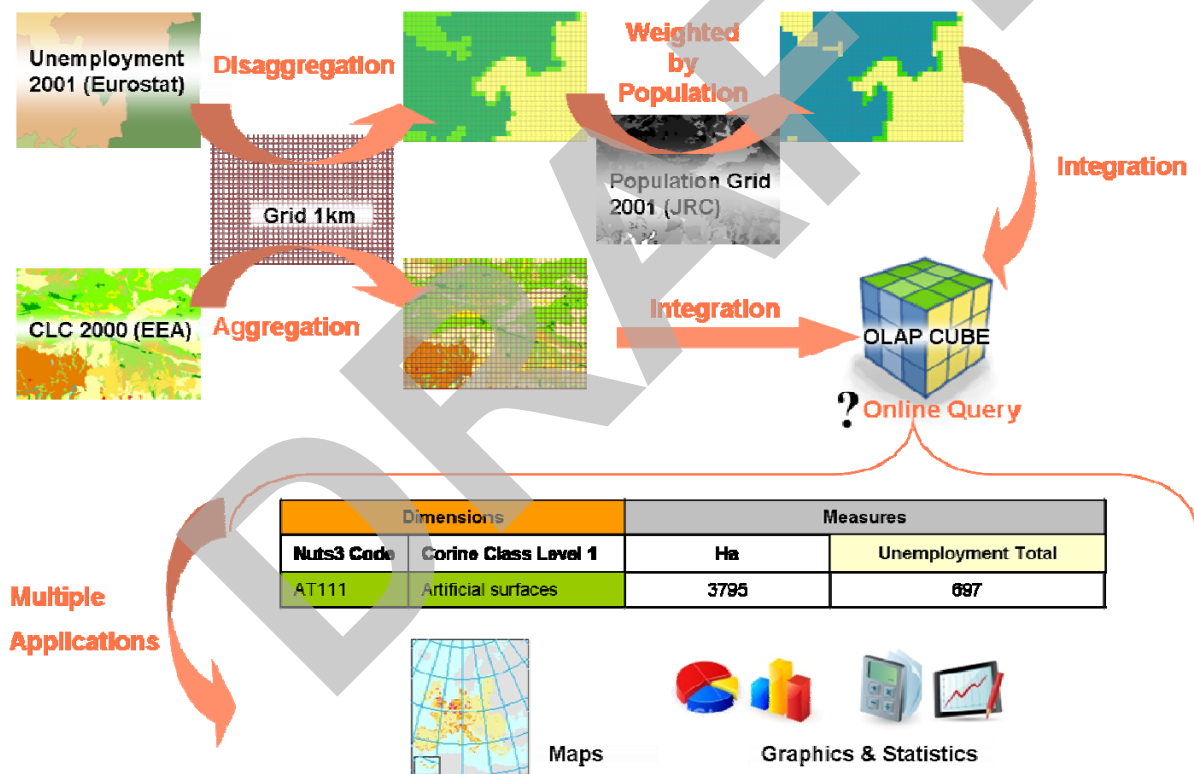 Unemployment
2001 (Eurostat)
Disaggregation
Weighted
by
Population
Integration
Grid 1km
Population Grid
2001 (JRC)
CLC 2000 (EEA)
Aggregation
Integration
OLAP CUBE
? Online Query
Dimensions
Measures
Nuts3 Code
Corine Class Level 1
Ha
Unemployment Total
AT111
Artificial surfaces
3795
697
Multiple
Applications
Maps
Graphics & Statistics
DRAFT